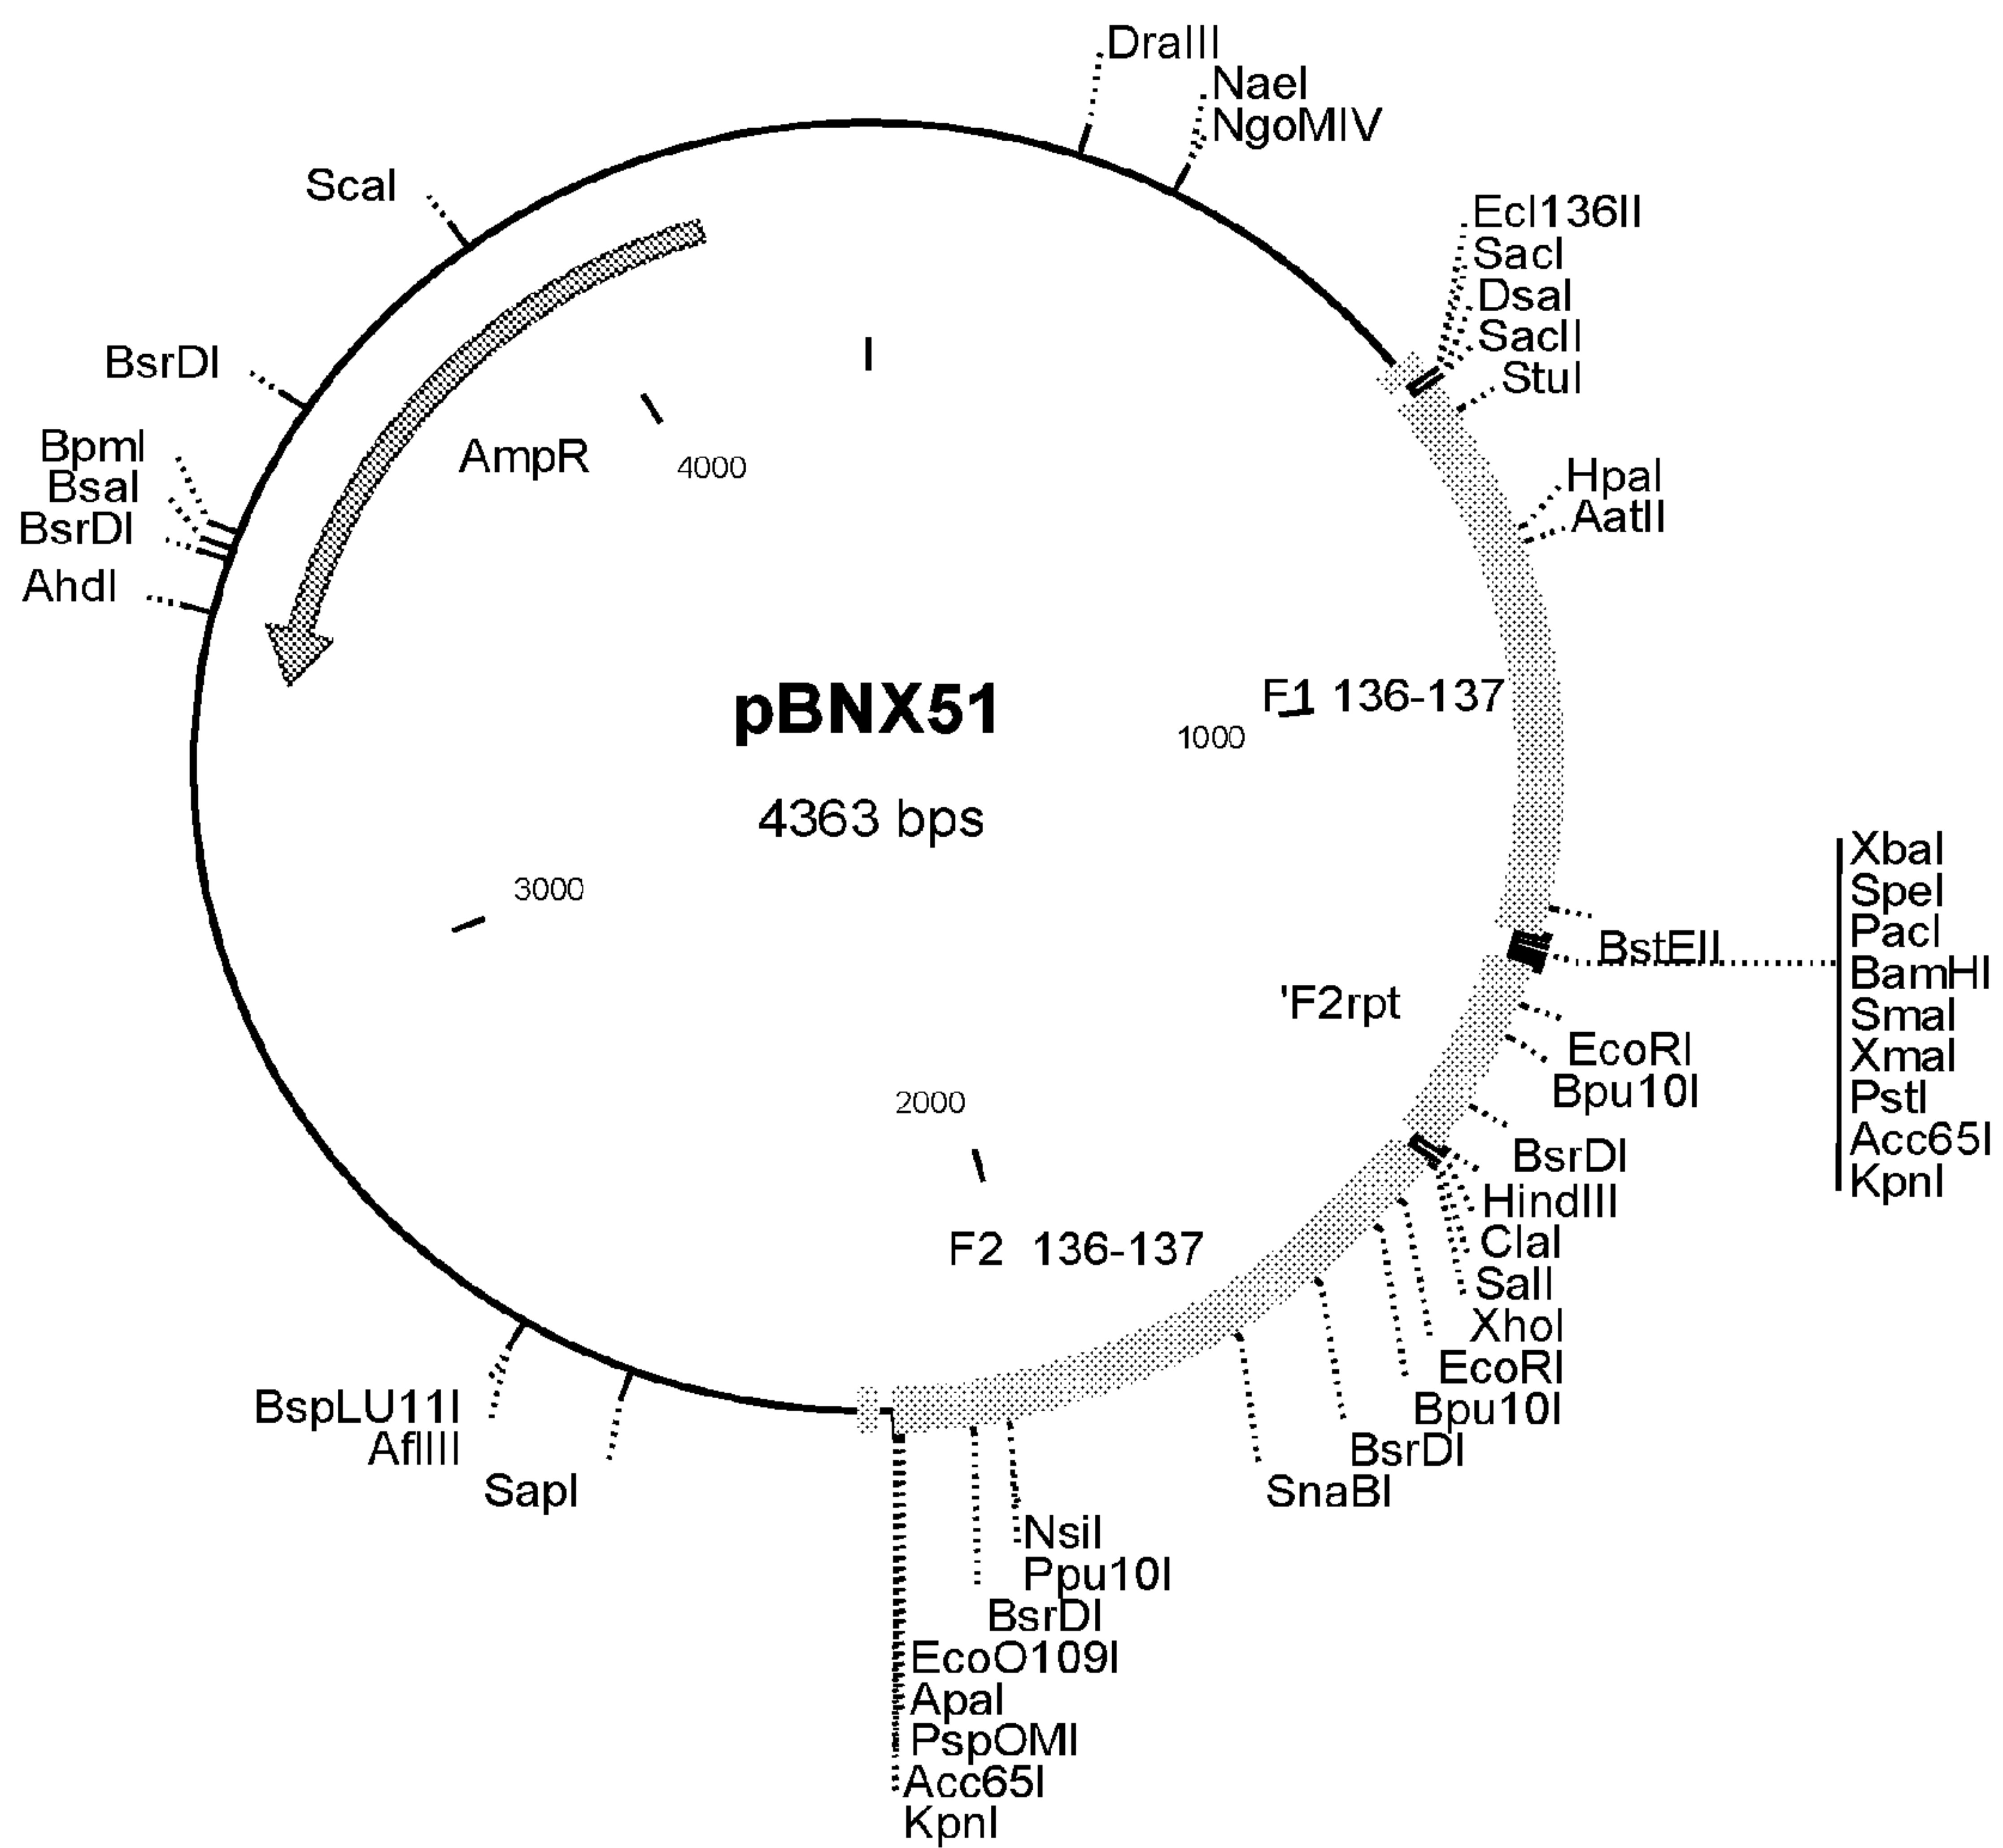 DraIII
NaeI
NgoMIV
ScaI
Ecl136II
SacI
DsaI
SacII
StuI
BsrDI
BpmI
BsaI
BsrDI
AhdI
AmpR
4000
HpaI
AatII
pBNX51
4363 bps
F1 136-137
1000
3000
XbaI
SpeI
PacI
BamHI
SmaI
XmaI
PstI
Acc65I
KpnI
BstEII
'F2rpt
EcoRI
Bpu10I
2000
BsrDI
HindIII
ClaI
SalI
XhoI
EcoRI
Bpu10I
BsrDI
SnaBI
F2 136-137
BspLU11I
AflIII
SapI
NsiI
Ppu10I
BsrDI
EcoO109I
ApaI
PspOMI
Acc65I
KpnI